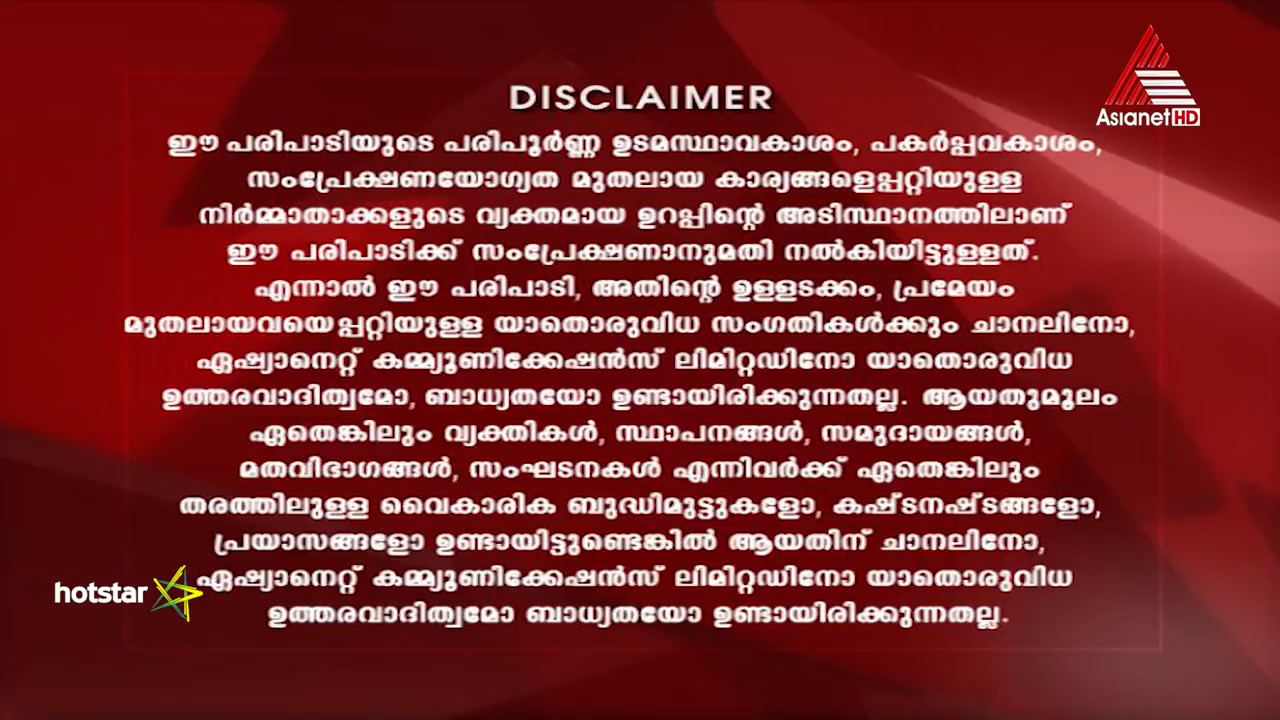 Asianet HD
DISCLAIMER
ഈ പരിപാടിയുടെ പരിപൂർണ്ണ ഉടമസ്ഥാവകാശം, പകർപ്പവകാശം,
സംപ്രേക്ഷണയോഗ്യത മുതലായ കാര്യങ്ങളെപ്പറ്റിയുള്ള
നിർമ്മാതാക്കളുടെ വ്യക്തമായ ഉറപ്പിന്റെ അടിസ്ഥാനത്തിലാണ്
ഈ പരിപാടിക്ക് സംപ്രേക്ഷണാനുമതി നൽകിയിട്ടുള്ളത്.
എന്നാൽ ഈ പരിപാടി, അതിന്റെ ഉള്ളടക്കം, പ്രമേയം
മുതലായവയെപ്പറ്റിയുള്ള യാതൊരുവിധ സംഗതികൾക്കും ചാനലിനോ,
ഏഷ്യാനെറ്റ് കമ്മ്യൂണിക്കേഷൻസ് ലിമിറ്റഡിനോ യാതൊരുവിധ
ഉത്തരവാദിത്വമോ, ബാധ്യതയോ ഉണ്ടായിരിക്കുന്നതല്ല. ആയതുമൂലം
ഏതെങ്കിലും വ്യക്തികൾ, സ്ഥാപനങ്ങൾ, സമുദായങ്ങൾ,
മതവിഭാഗങ്ങൾ, സംഘടനകൾ എന്നിവർക്ക് ഏതെങ്കിലും
തരത്തിലുള്ള വൈകാരിക ബുദ്ധിമുട്ടുകളോ, കഷ്ടനഷ്ടങ്ങളോ,
പ്രയാസങ്ങളോ ഉണ്ടായിട്ടുണ്ടെങ്കിൽ ആയതിന് ചാനലിനോ,
ഏഷ്യാനെറ്റ് കമ്മ്യൂണിക്കേഷൻസ് ലിമിറ്റഡിനോ യാതൊരുവിധ
ഉത്തരവാദിത്വമോ ബാധ്യതയോ ഉണ്ടായിരിക്കുന്നതല്ല.
hotstar